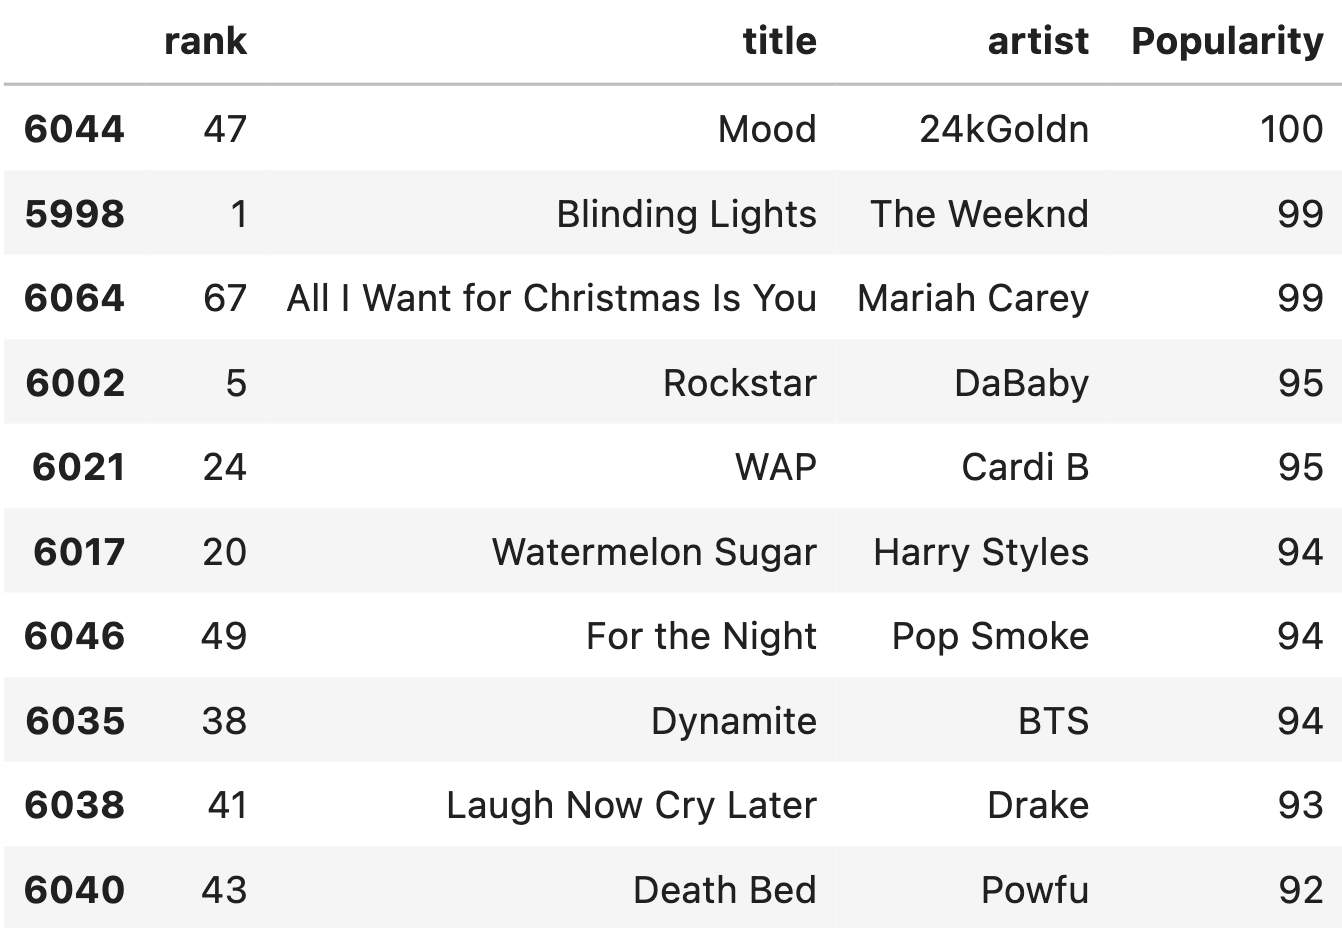 rank title artist Popularity
6044 47 Mood 24kGoldn 100
5998 1 Blinding Lights The Weeknd 99
6064 67 All I Want for Christmas Is You Mariah Carey 99
6002 5 Rockstar DaBaby 95
6021 24 WAP Cardi B 95
6017 20 Watermelon Sugar Harry Styles 94
6046 49 For the Night Pop Smoke 94
6035 38 Dynamite BTS 94
6038 41 Laugh Now Cry Later Drake 93
6040 43 Death Bed Powfu 92